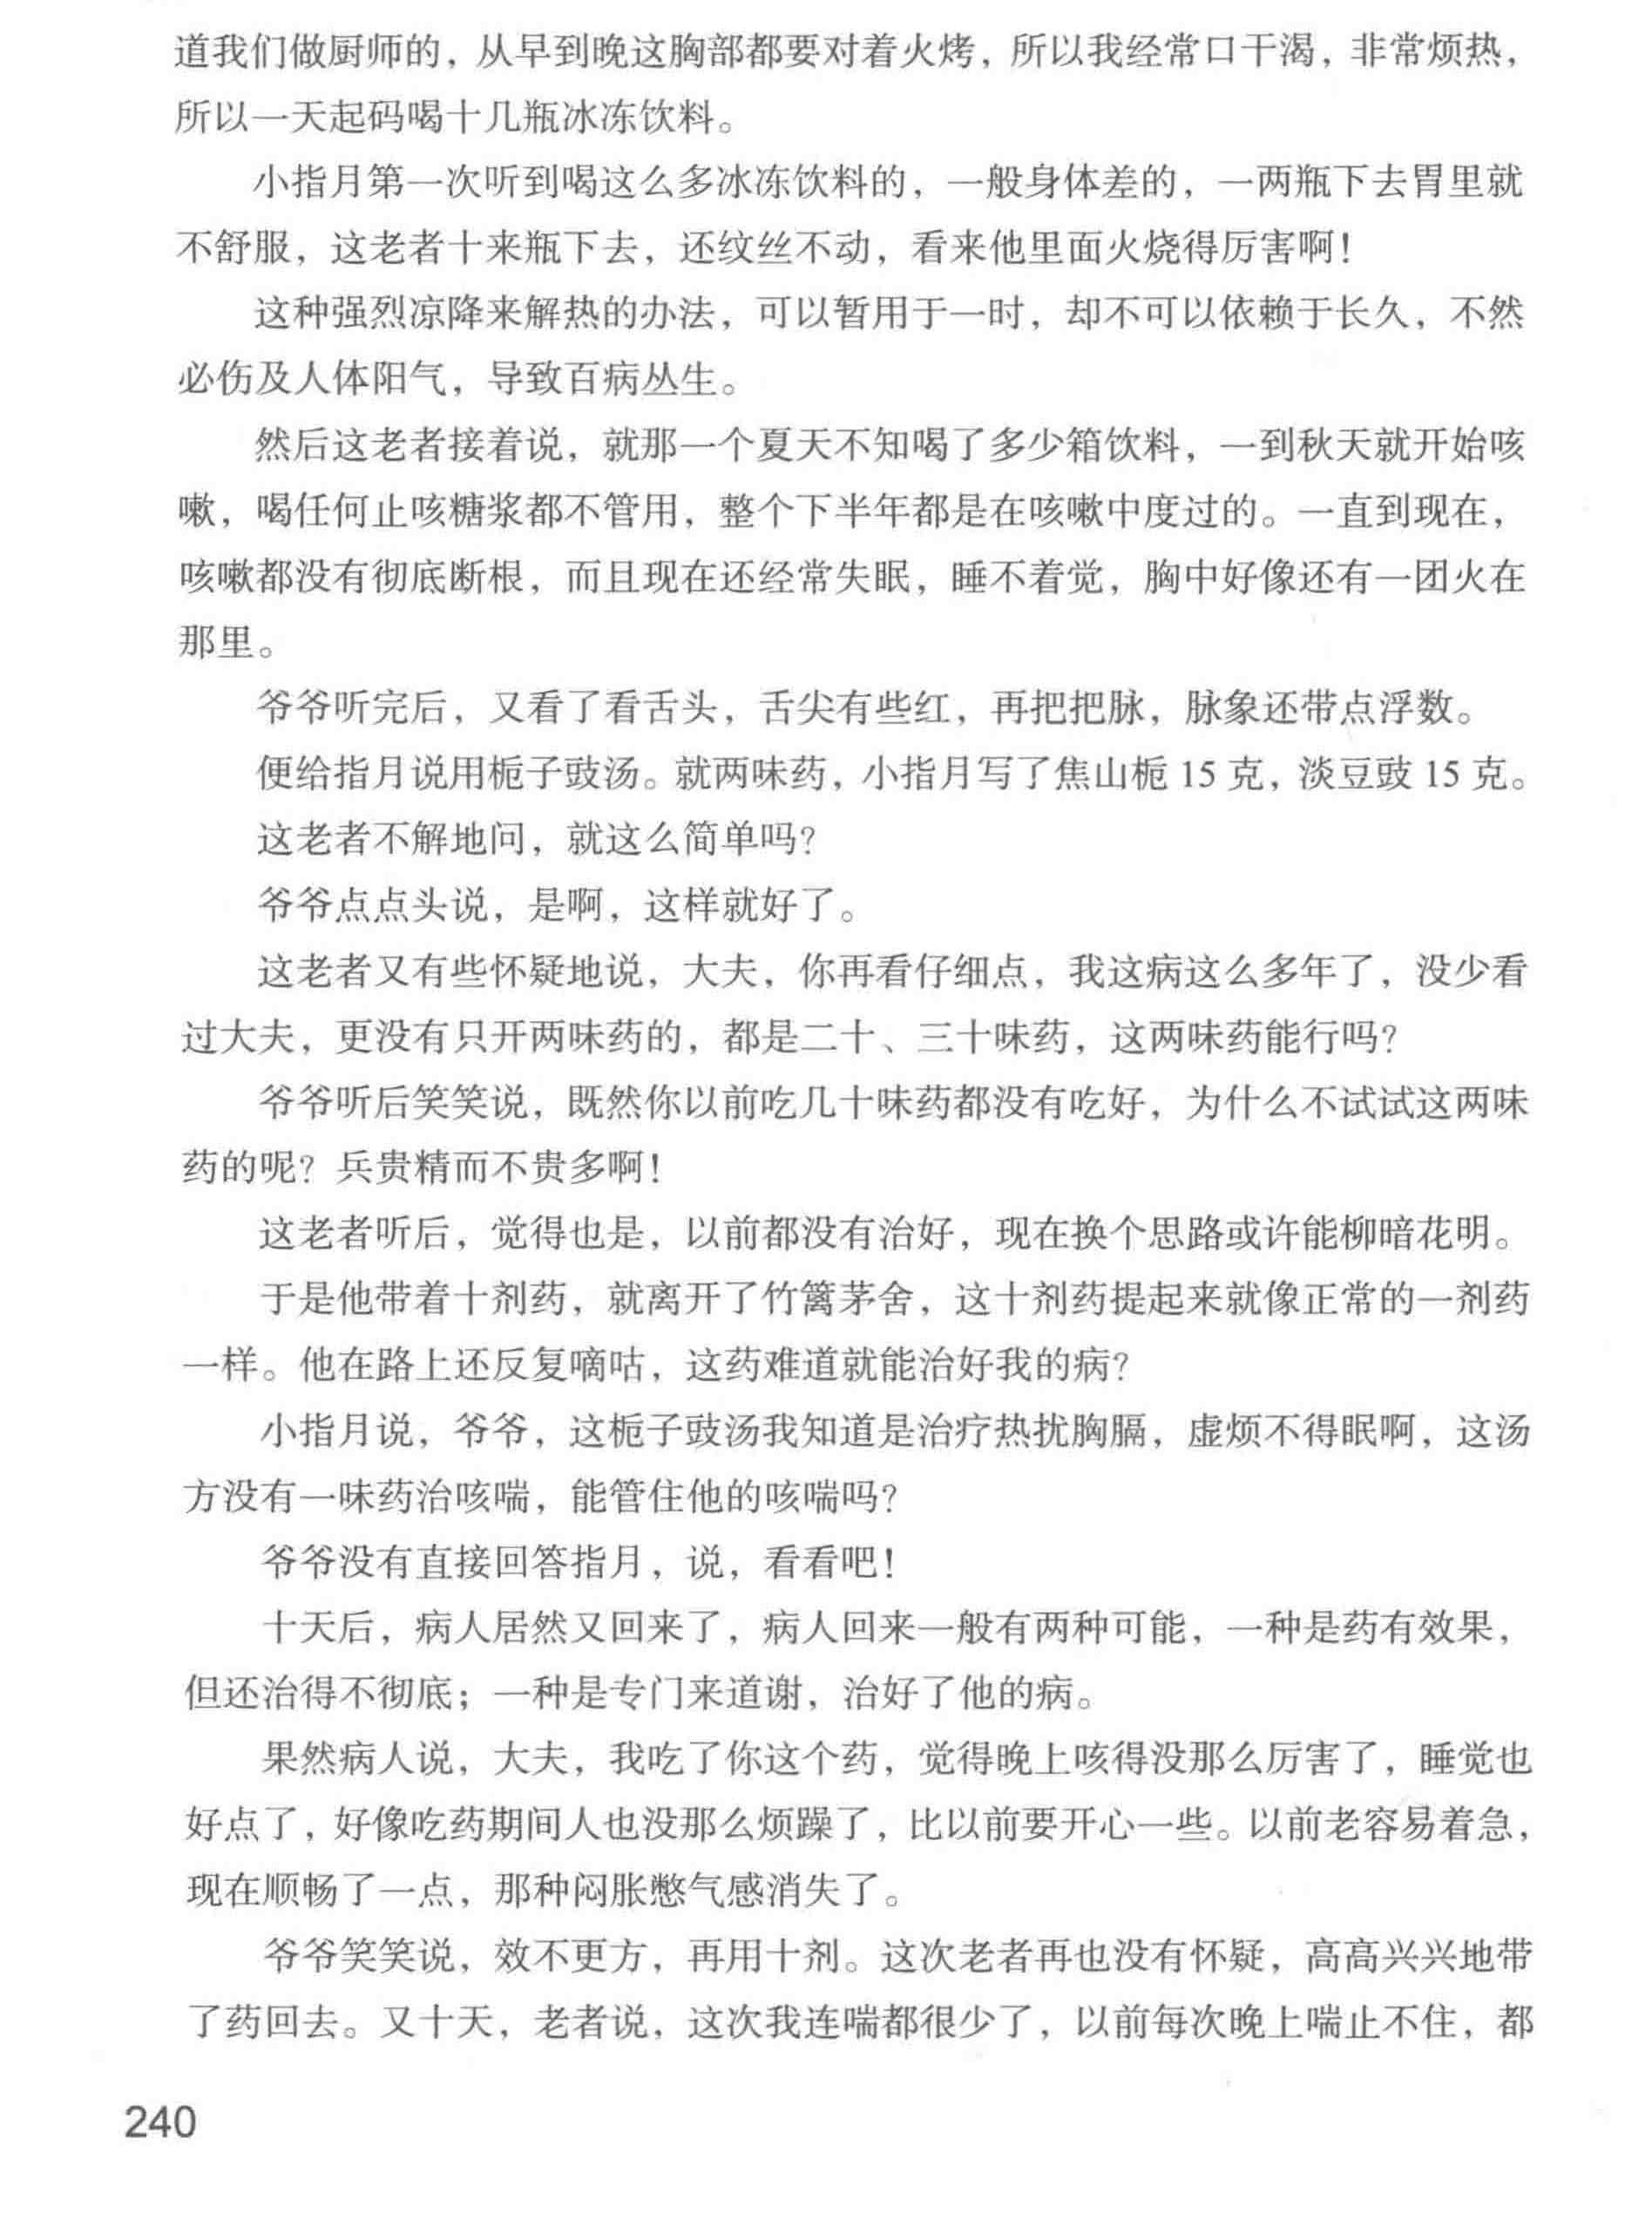 道我们做厨师的，从早到晚这胸部都要对着火烤，所以我经常口干渴，非常烦热，
所以一天起码喝十几瓶冰冻饮料。
小指月第一次听到喝这么多冰冻饮料的，一般身体差的，一两瓶下去胃里就
不舒服，这老者十来瓶下去，还纹丝不动，看来他里面火烧得厉害啊！
这种强烈凉降来解热的办法，可以暂用于一时，却不可以依赖于长久，不然
必伤及人体阳气，导致百病丛生。
然后这老者接着说，就那一个夏天不知喝了多少箱饮料，一到秋天就开始咳
嗽，喝任何止咳糖浆都不管用，整个下半年都是在咳嗽中度过的。一直到现在，
咳嗽都没有彻底断根，而且现在还经常失眠，睡不着觉，胸中好像还有一团火在
那里。
爷爷听完后，又看了看舌头，舌尖有些红，再把把脉，脉象还带点浮数。
便给指月说用栀子豉汤。就两味药，小指月写了焦山栀 15 克，淡豆豉 15 克。
这老者不解地问，就这么简单吗？
爷爷点点头说，是啊，这样就好了。
这老者又有些怀疑地说，大夫，你再看仔细点，我这病这么多年了，没少看
过大夫，更没有只开两味药的，都是二十、三十味药，这两味药能行吗？
爷爷听后笑笑说，既然你以前吃几十味药都没有吃好，为什么不试试这两味
药的呢？兵贵精而不贵多啊！
这老者听后，觉得也是，以前都没有治好，现在换个思路或许能柳暗花明。
于是他带着十剂药，就离开了竹篱茅舍，这十剂药提起来就像正常的一剂药
一样。他在路上还反复嘀咕，这药难道就能治好我的病？
小指月说，爷爷，这栀子豉汤我知道是治疗热扰胸膈，虚烦不得眠啊，这汤
方没有一味药治咳喘，能管住他的咳喘吗？
爷爷没有直接回答指月，说，看看吧！
十天后，病人居然又回来了，病人回来一般有两种可能，一种是药有效果，
但还治得不彻底；一种是专门来道谢，治好了他的病。
果然病人说，大夫，我吃了你这个药，觉得晚上咳得没那么厉害了，睡觉也
好点了，好像吃药期间人也没那么烦躁了，比以前要开心一些。以前老容易着急，
现在顺畅了一点，那种闷胀憋气感消失了。
爷爷笑笑说，效不更方，再用十剂。这次老者再也没有怀疑，高高兴兴地带
了药回去。又十天，老者说，这次我连喘都很少了，以前每次晚上喘止不住，都
240